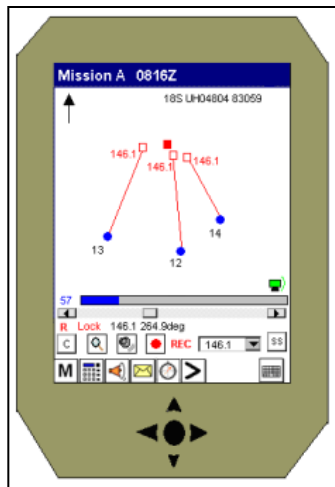 Mission A 0816Z
18S UH04804 83059
146.1
146.1
146.1
14
13
12
57
R Lock 146.1 264.9deg
C REC 146.1 $$
M >